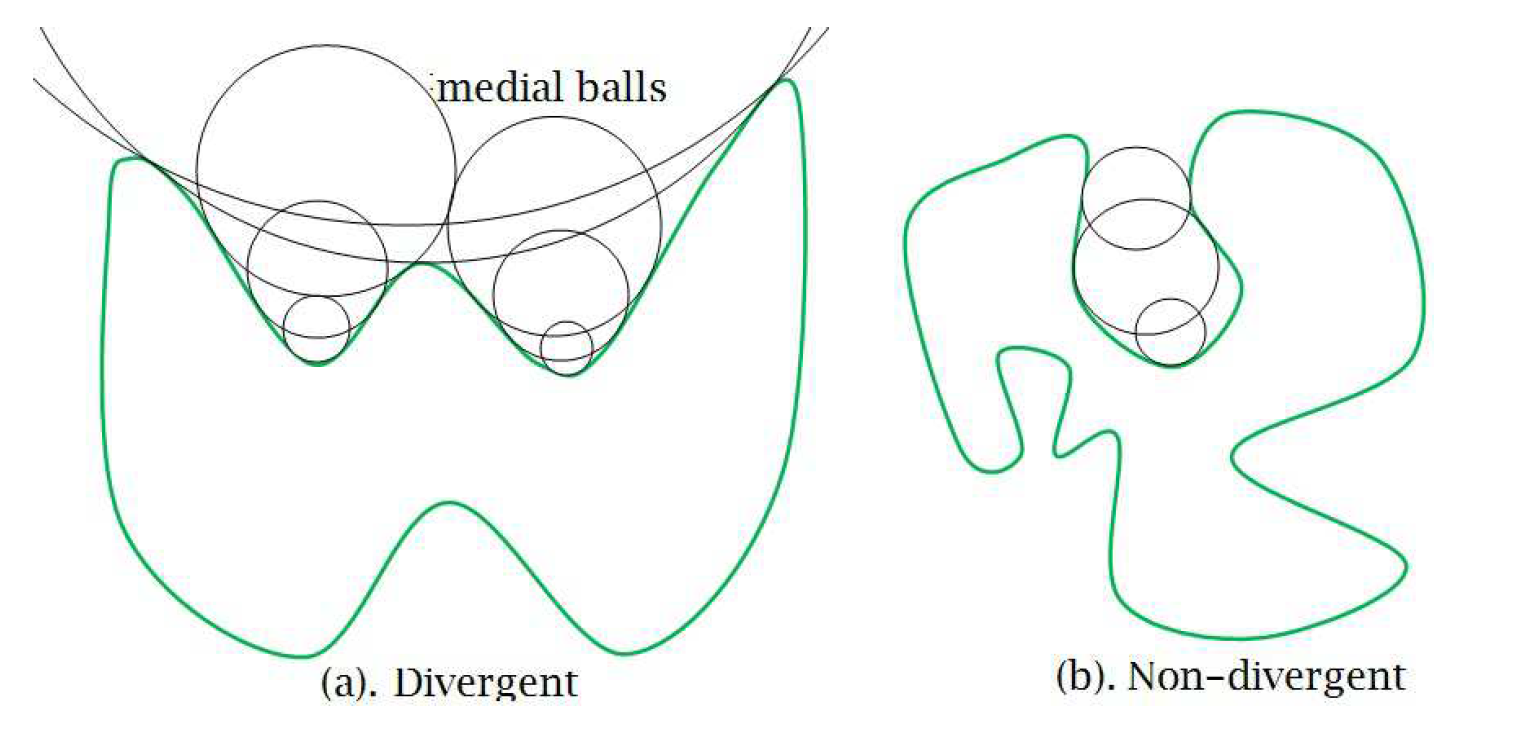 medial balls
(a). Divergent
(b). Non-divergent